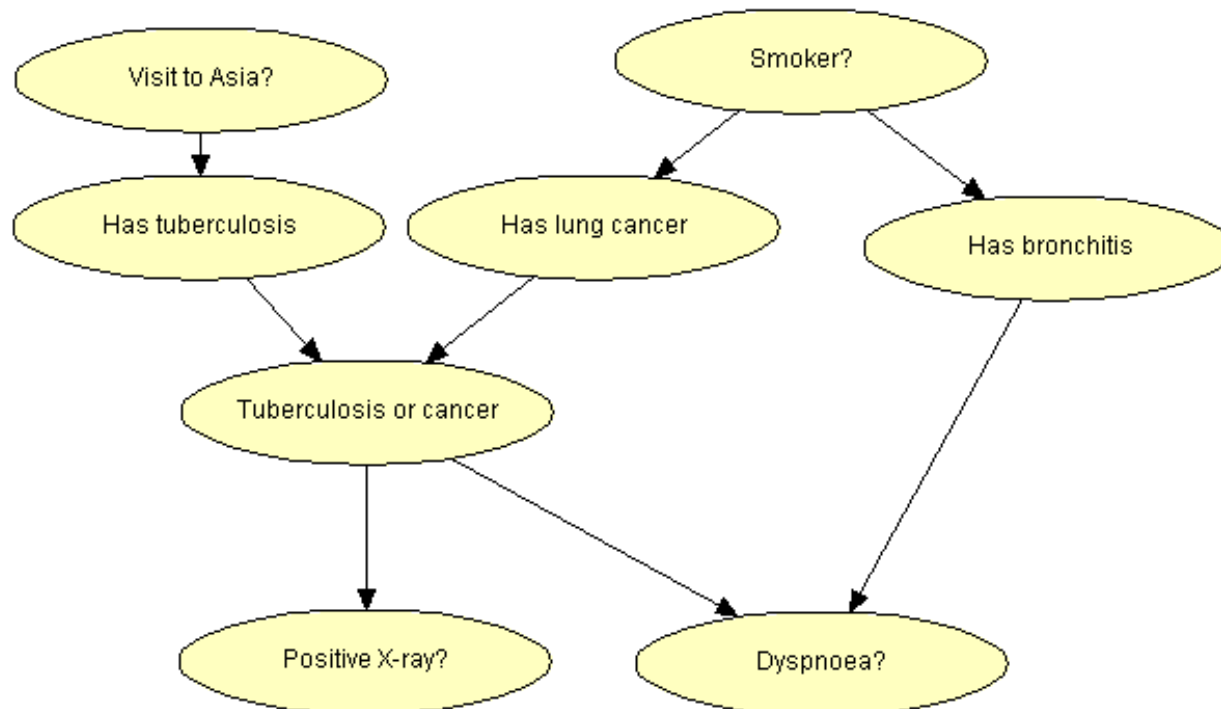 Visit to Asia?
Smoker?
Has tuberculosis
Has lung cancer
Has bronchitis
Tuberculosis or cancer
Positive X-ray?
Dyspnoea?